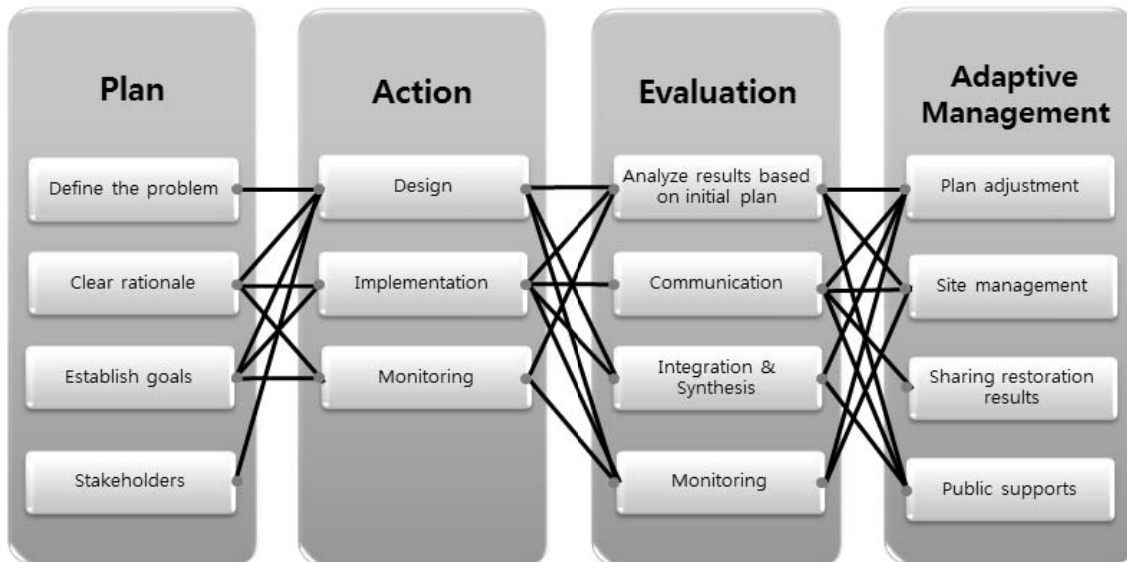 Plan
Define the problem
Clear rationale
Establish goals
Stakeholders
Action
Design
Implementation
Monitoring
Evaluation
Analyze results based
on initial plan
Communication
Integration &
Synthesis
Monitoring
Adaptive
Management
Plan adjustment
Site management
Sharing restoration
results
Public supports